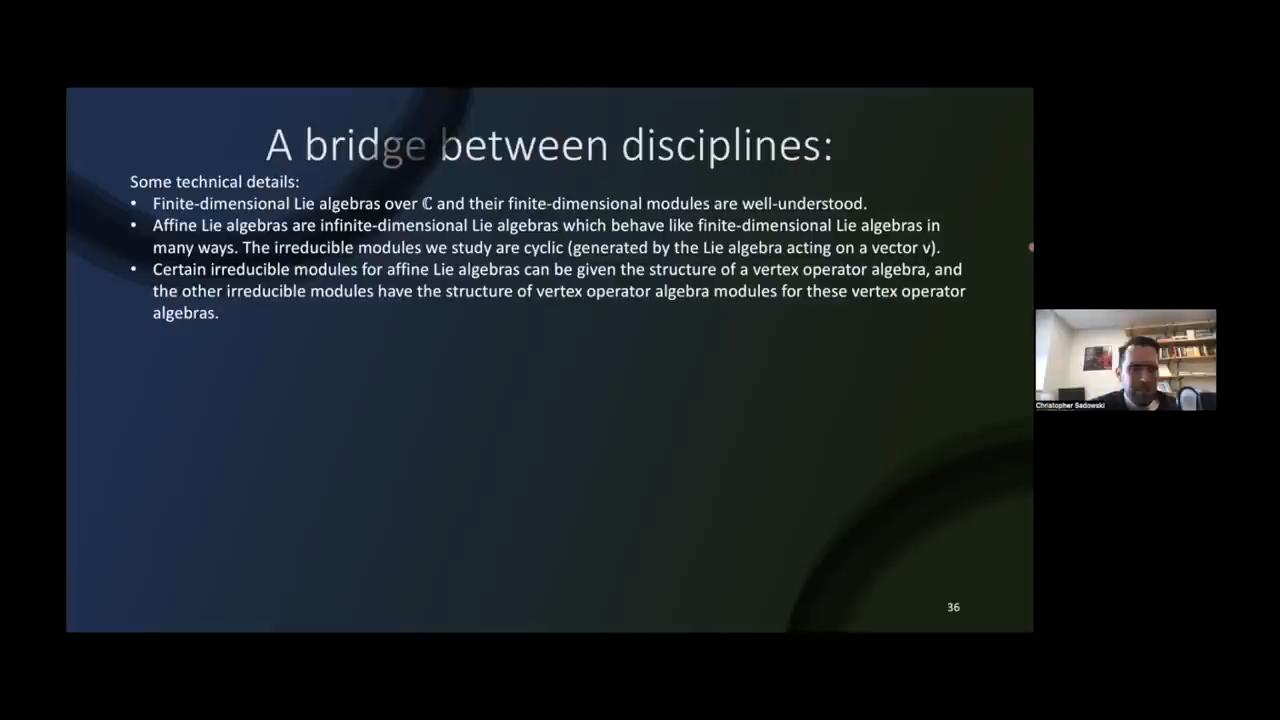 A bridge between disciplines:
Some technical details:
• Finite-dimensional Lie algebras over ℂ and their finite-dimensional modules are well-understood.
• Affine Lie algebras are infinite-dimensional Lie algebras which behave like finite-dimensional Lie algebras in
many ways. The irreducible modules we study are cyclic (generated by the Lie algebra acting on a vector v).
• Certain irreducible modules for affine Lie algebras can be given the structure of a vertex operator algebra, and
the other irreducible modules have the structure of vertex operator algebra modules for these vertex operator
algebras.
Christopher Sadowski
36